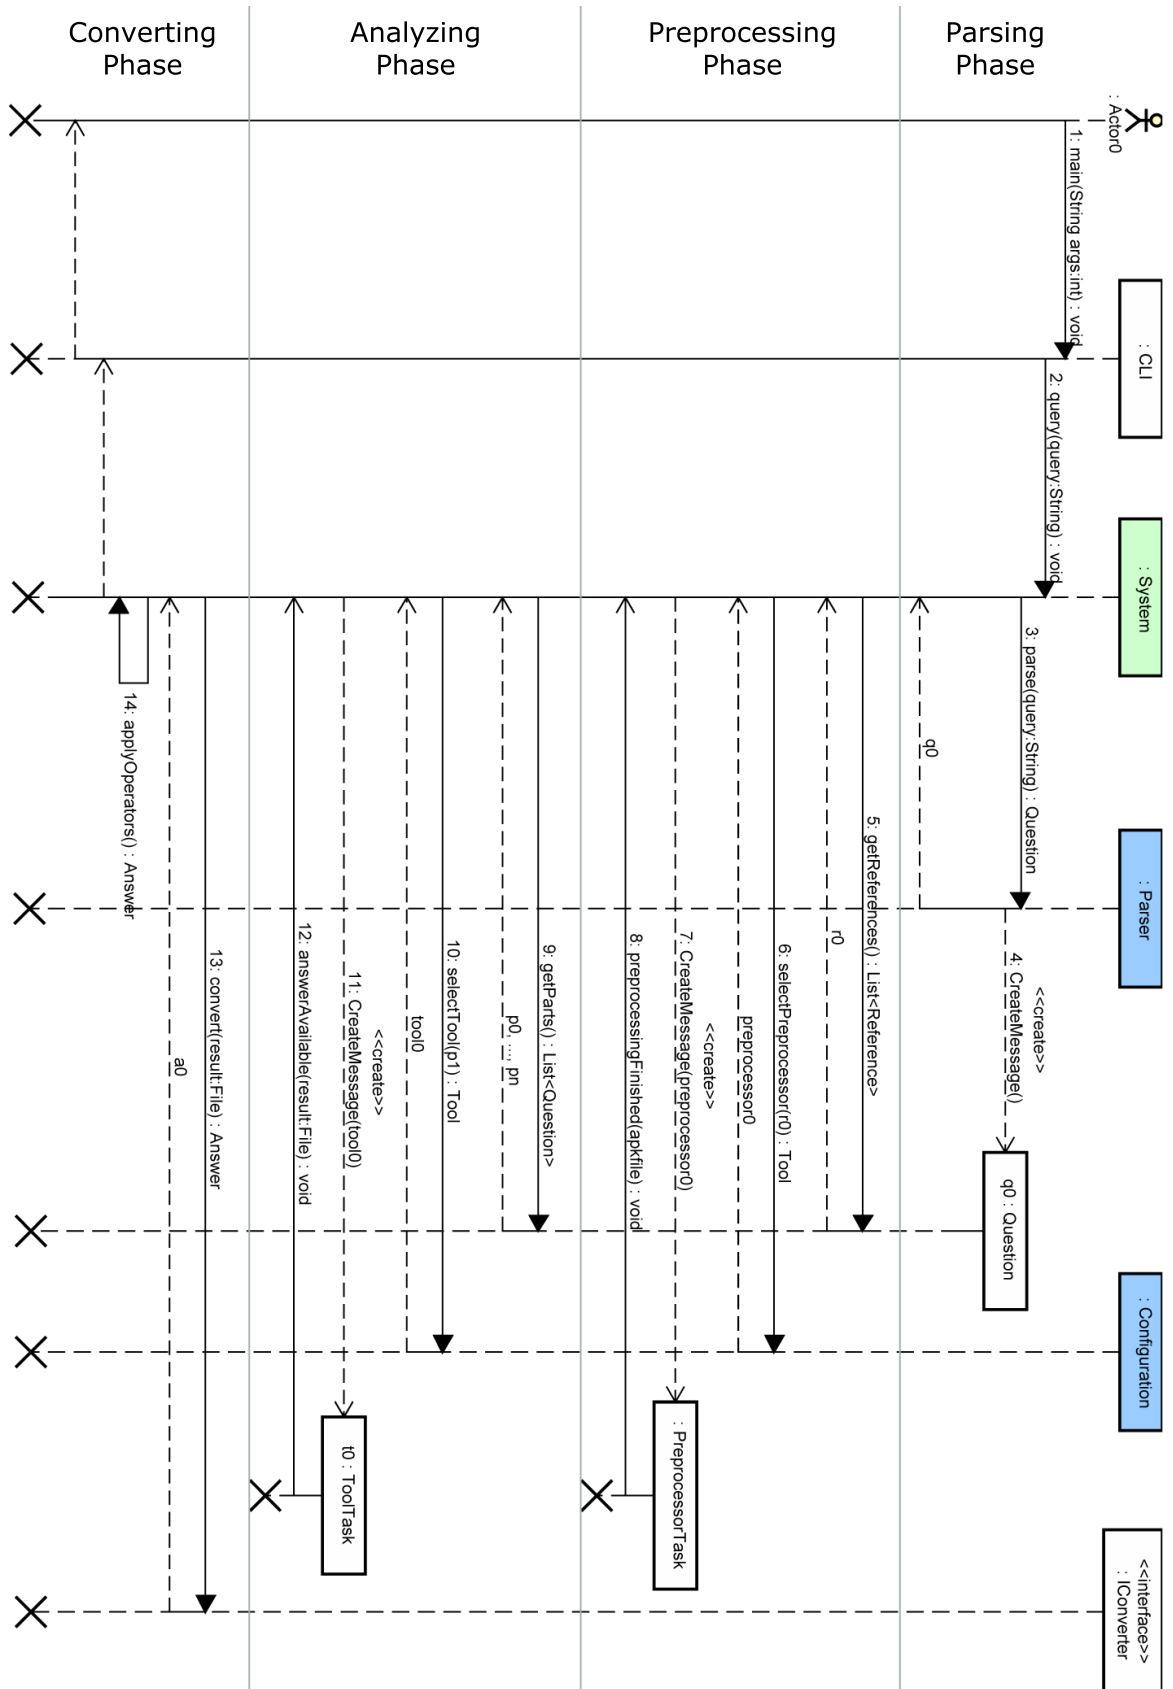 Converting
Phase
Analyzing
Phase
Preprocessing
Phase
Parsing
Phase
: Actor0
: CLI
: System
: Parser
: Configuration
<<interface>>
: IConverter
1: main(String args:int) : void
2: query(query:String) : void
3: parse(query:String) : Question
<<create>>
4: CreateMessage()
q0 : Question
q0
5: getReferences() : List<Reference>
r0
6: selectPreprocessor(r0) : Tool
preprocessor0
<<create>>
7: CreateMessage(preprocessor0)
: PreprocessorTask
8: preprocessingFinished(apkfile) : void
9: getParts() : List<Question>
p0, ..., pn
10: selectTool(p1) : Tool
tool0
<<create>>
11: CreateMessage(tool0)
t0 : ToolTask
12: answerAvailable(result:File) : void
13: convert(result:File) : Answer
a0
14: applyOperators() : Answer